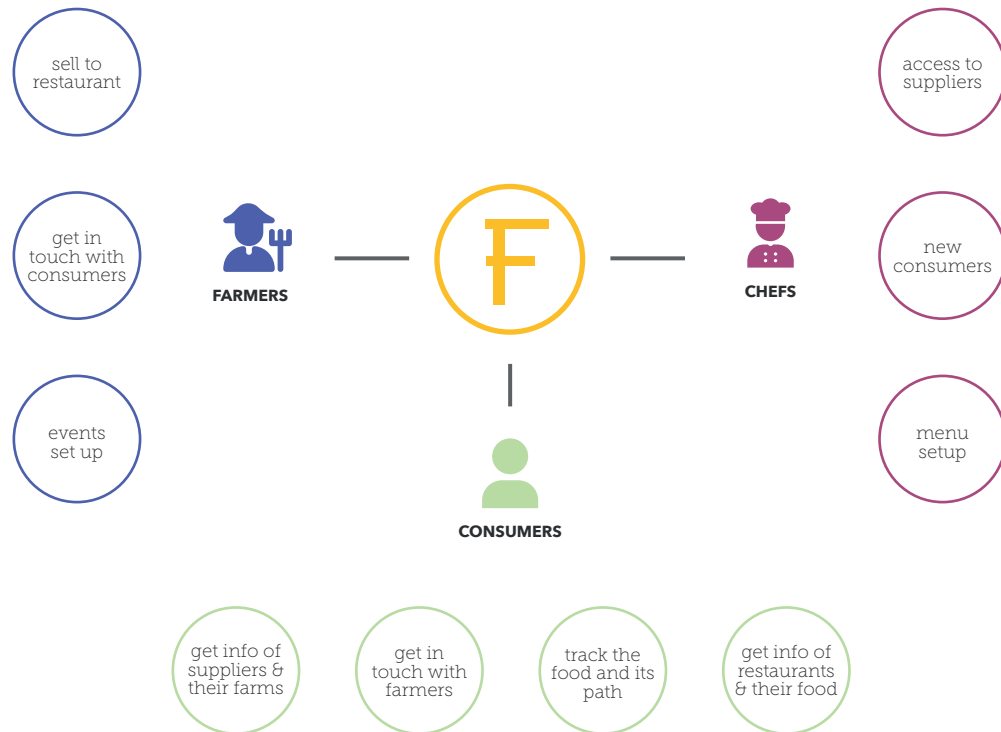 sell to
restaurant
access to
suppliers
get in
touch with
consumers
FARMERS
F
CHEFS
new
consumers
events
set up
menu
setup
CONSUMERS
get info of
suppliers &
their farms
get in
touch with
farmers
track the
food and its
path
get info of
restaurants
& their food